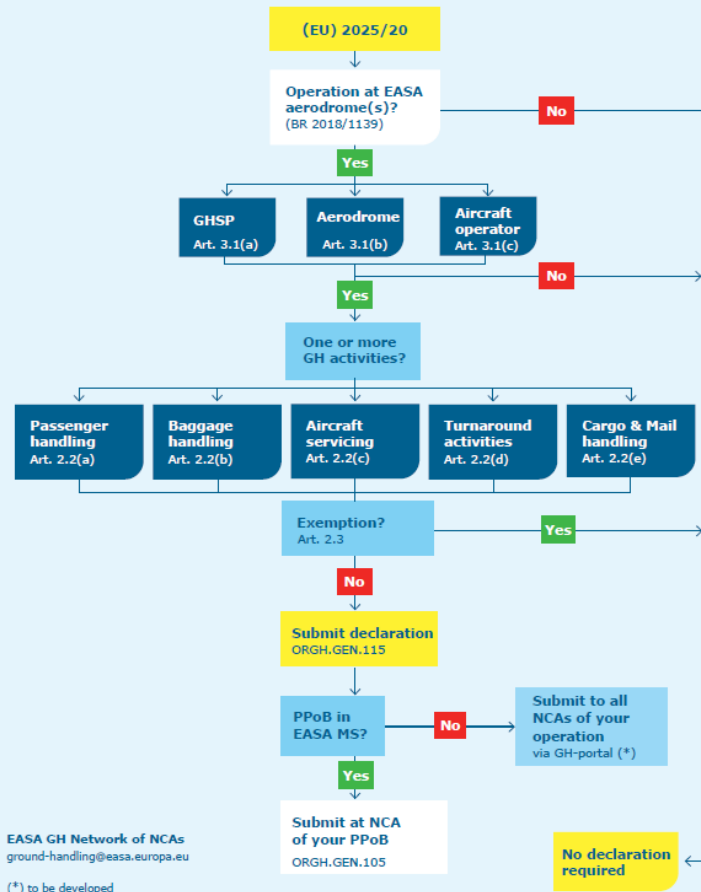 (EU) 2025/20
Operation at EASA
aerodrome(s)?
(BR 2018/1139)
No
Yes
GHSP
Art. 3.1(a)
Aerodrome
Art. 3.1(b)
Aircraft
operator
Art. 3.1(c)
No
Yes
One or more
GH activities?
Passenger
handling
Art. 2.2(a)
Baggage
handling
Art. 2.2(b)
Aircraft
servicing
Art. 2.2(c)
Turnaround
activities
Art. 2.2(d)
Cargo & Mail
handling
Art. 2.2(e)
Exemption?
Art. 2.3
Yes
No
Submit declaration
ORGH.GEN.115
PPoB in
EASA MS?
No
Submit to all
NCAs of your
operation
via GH-portal (*)
Yes
Submit at NCA
of your PPoB
ORGH.GEN.105
EASA GH Network of NCAs
ground-handling@easa.europa.eu
(*) to be developed
No declaration
required